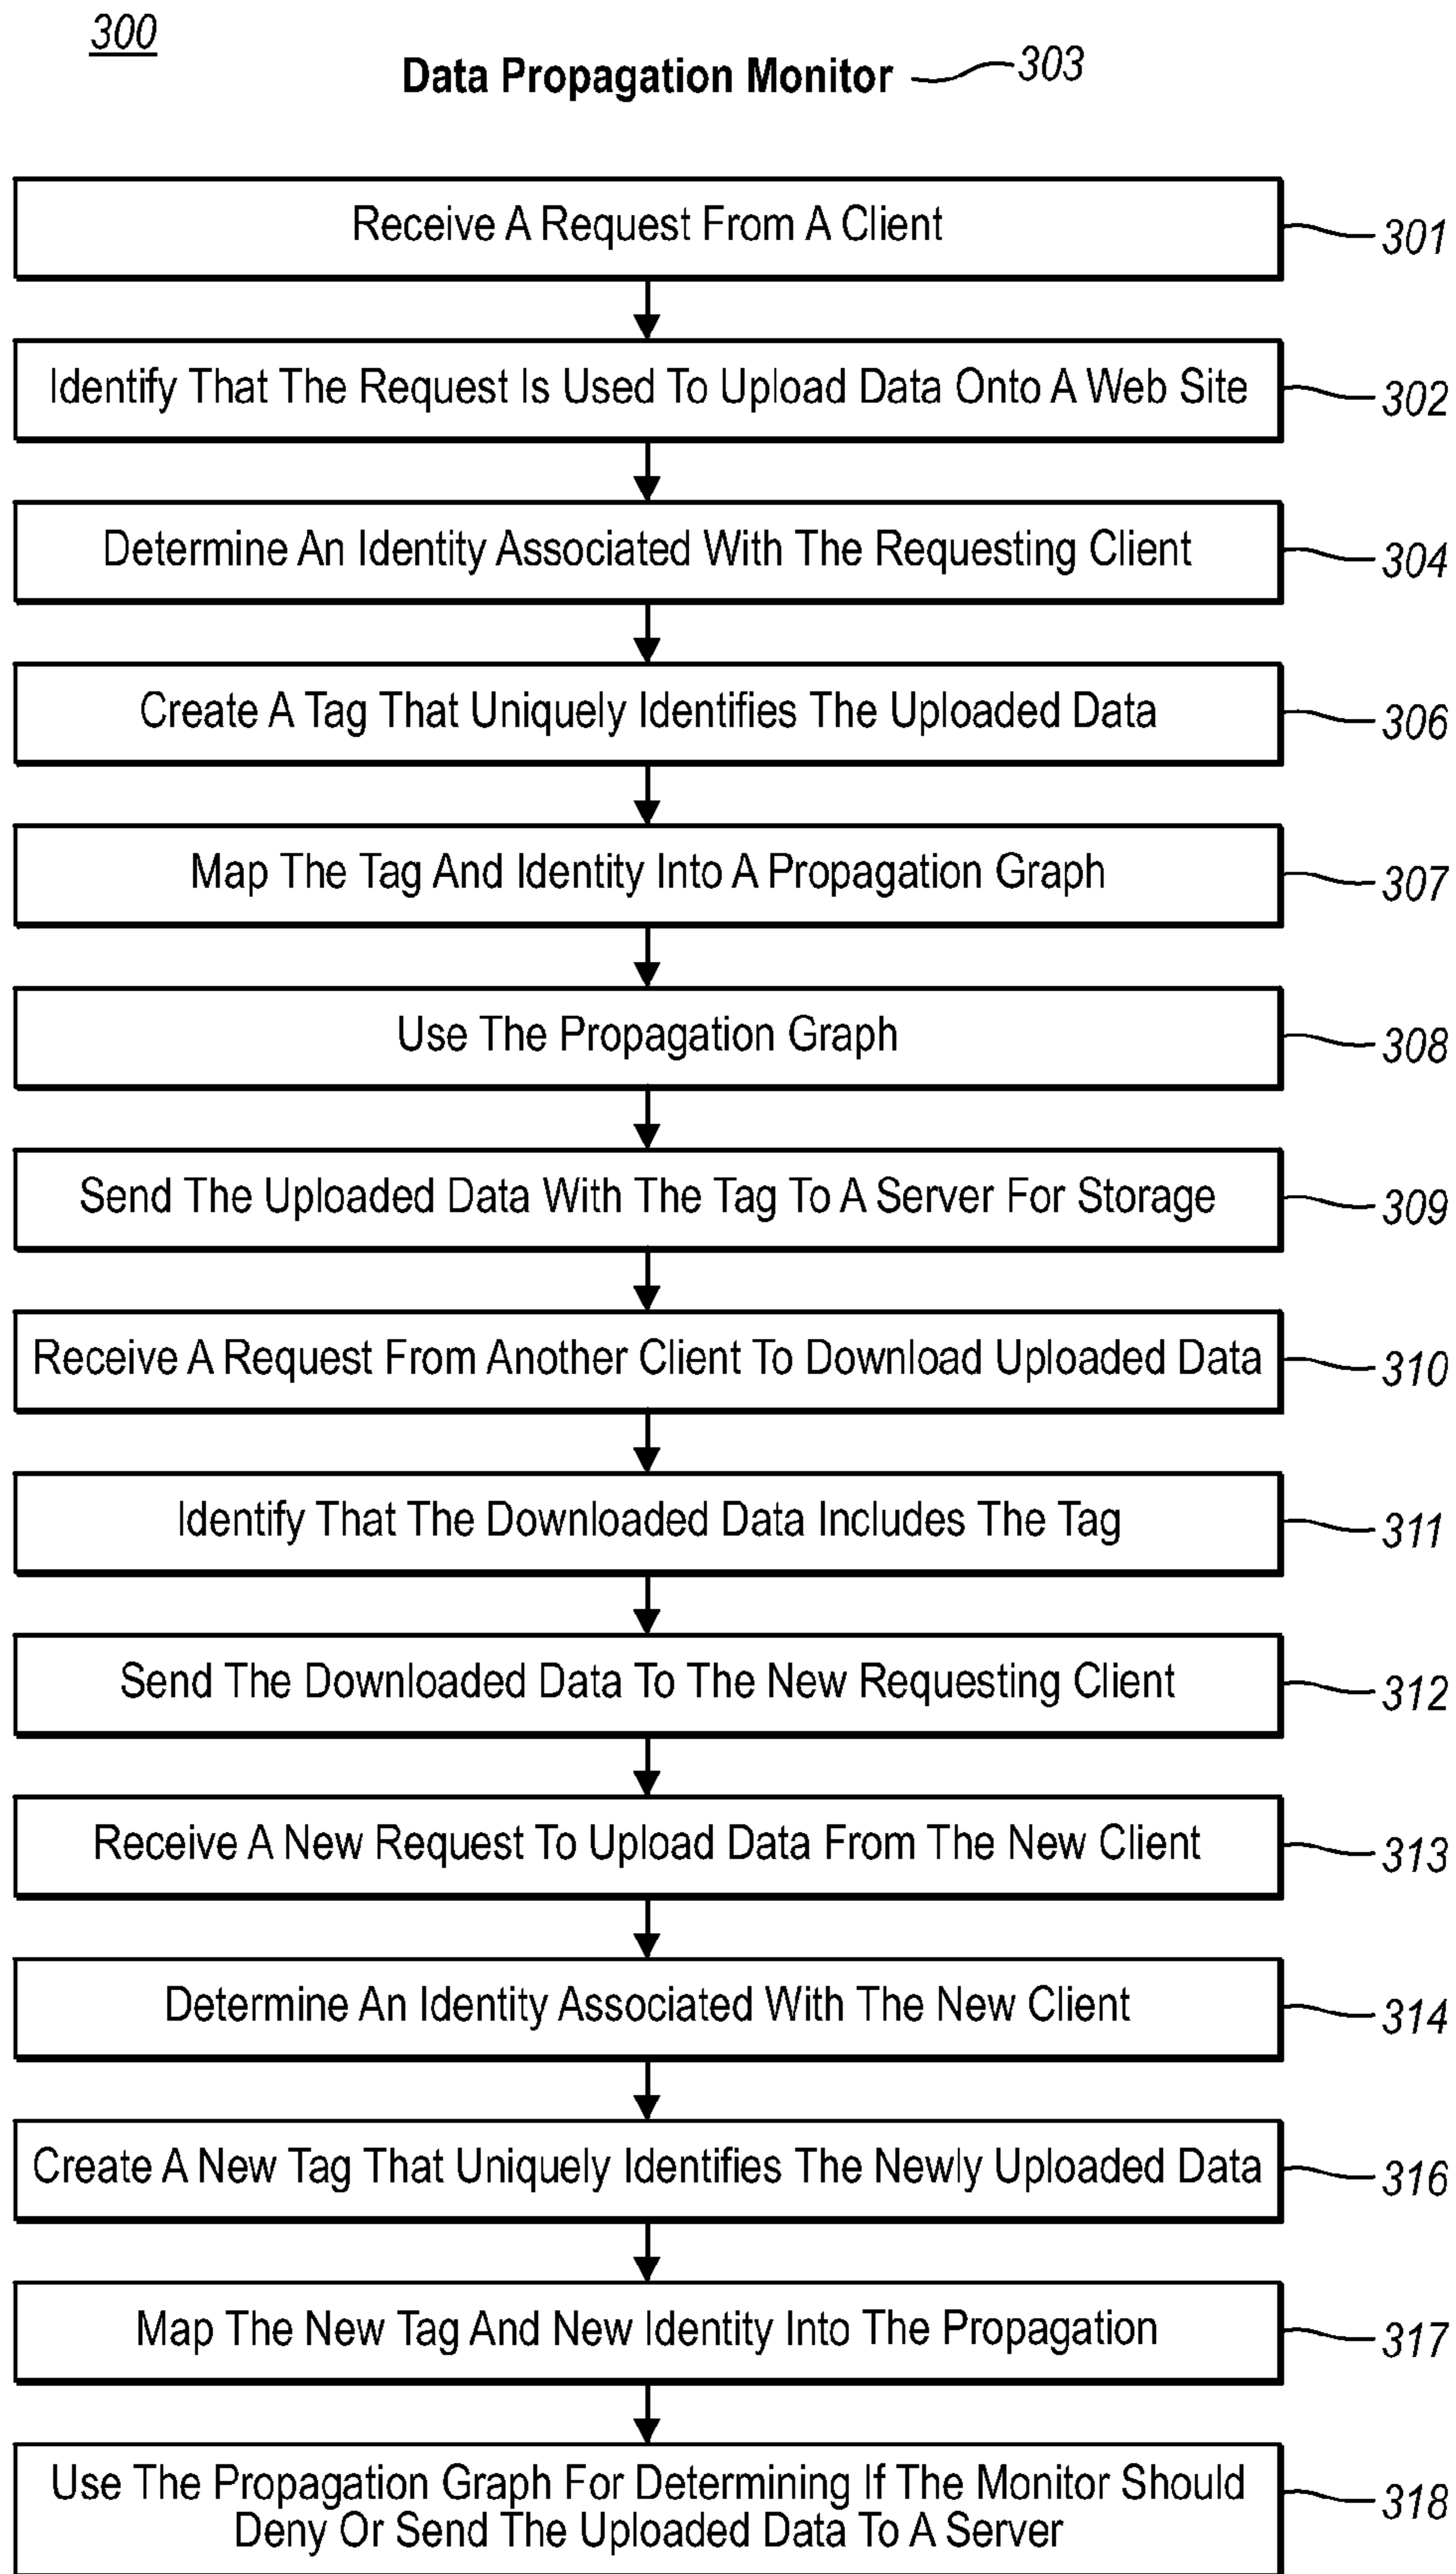 300
Data Propagation Monitor 303
Receive A Request From A Client 301
Identify That The Request Is Used To Upload Data Onto A Web Site 302
Determine An Identity Associated With The Requesting Client 304
Create A Tag That Uniquely Identifies The Uploaded Data 306
Map The Tag And Identity Into A Propagation Graph 307
Use The Propagation Graph 308
Send The Uploaded Data With The Tag To A Server For Storage 309
Receive A Request From Another Client To Download Uploaded Data 310
Identify That The Downloaded Data Includes The Tag 311
Send The Downloaded Data To The New Requesting Client 312
Receive A New Request To Upload Data From The New Client 313
Determine An Identity Associated With The New Client 314
Create A New Tag That Uniquely Identifies The Newly Uploaded Data 316
Map The New Tag And New Identity Into The Propagation 317
Use The Propagation Graph For Determining If The Monitor Should
Deny Or Send The Uploaded Data To A Server 318